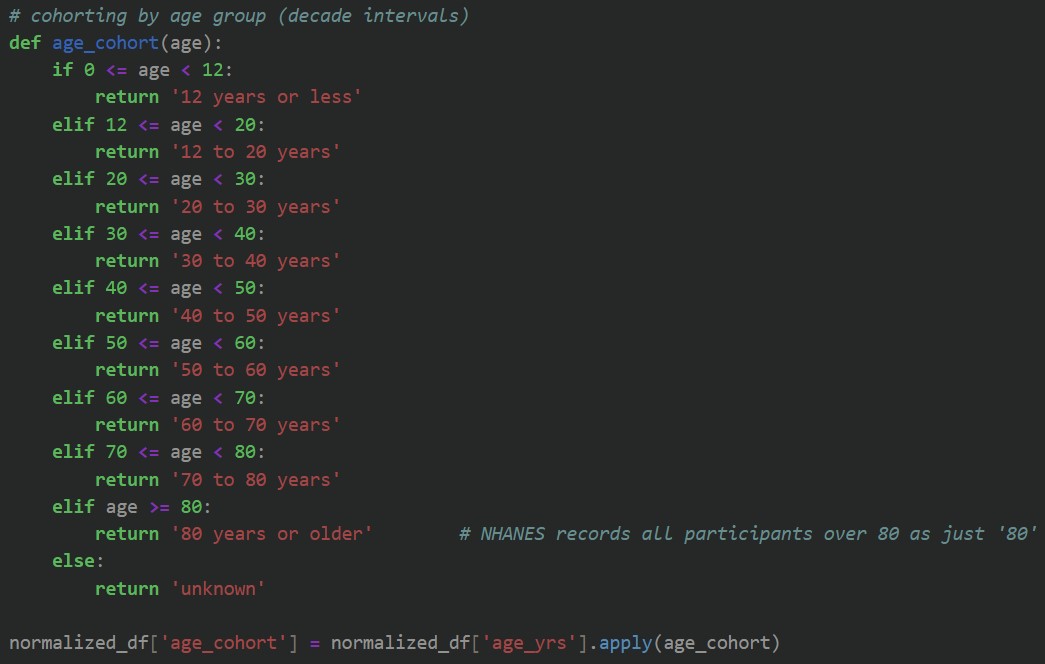 # cohorting by age group (decade intervals)
def age_cohort(age):
    if 0 <= age < 12:
        return '12 years or less'
    elif 12 <= age < 20:
        return '12 to 20 years'
    elif 20 <= age < 30:
        return '20 to 30 years'
    elif 30 <= age < 40:
        return '30 to 40 years'
    elif 40 <= age < 50:
        return '40 to 50 years'
    elif 50 <= age < 60:
        return '50 to 60 years'
    elif 60 <= age < 70:
        return '60 to 70 years'
    elif 70 <= age < 80:
        return '70 to 80 years'
    elif age >= 80:
        return '80 years or older'        # NHANES records all participants over 80 as just '80'
    else:
        return 'unknown'

normalized_df['age_cohort'] = normalized_df['age_yrs'].apply(age_cohort)